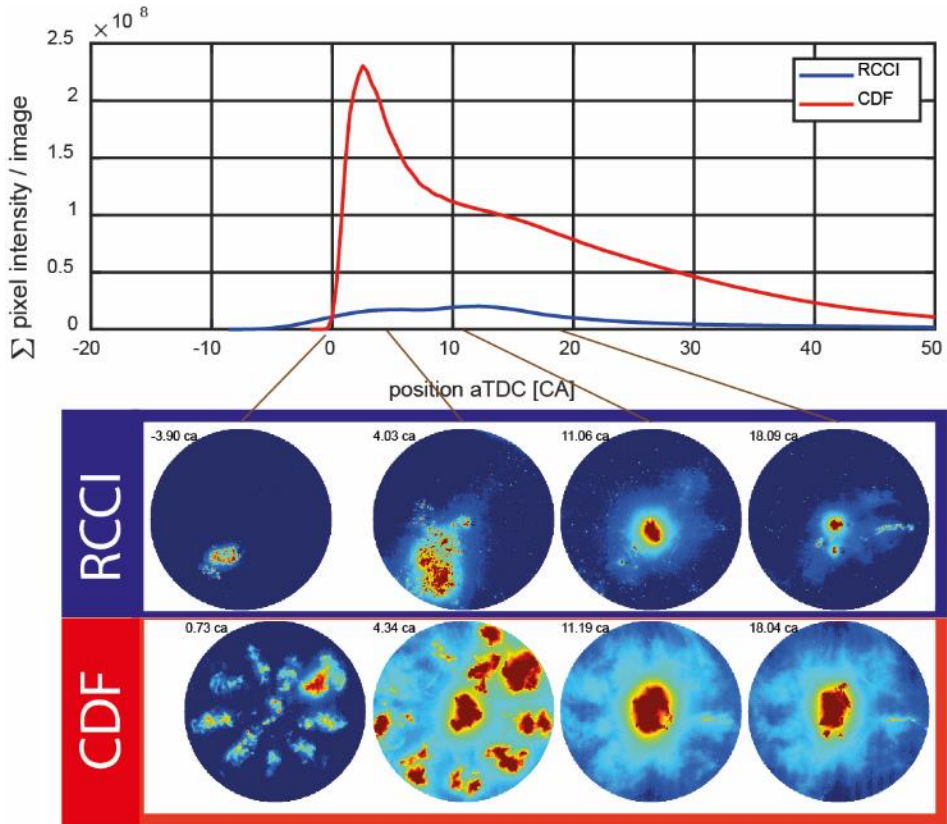 × 10 8
2.5
2
1.5
1
0.5
0
Σ pixel intensity / image
RCCI
CDF
-20
-10
0
10
20
30
40
50
position aTDC [CA]
RCCI
-3.90 ca
4.03 ca
11.06 ca
18.09 ca
CDF
0.73 ca
4.34 ca
11.19 ca
18.04 ca